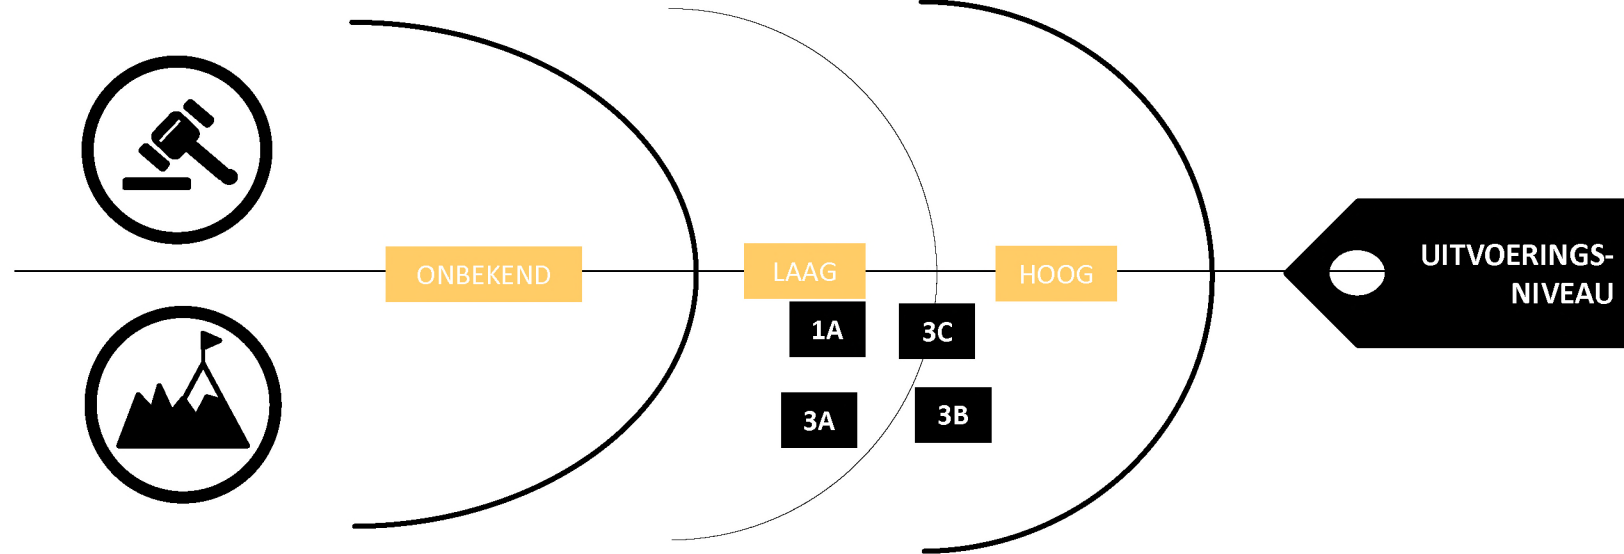 ONBEKEND
LAAG
HOOG
UITVOERINGS-
NIVEAU
1A
3C
3A
3B